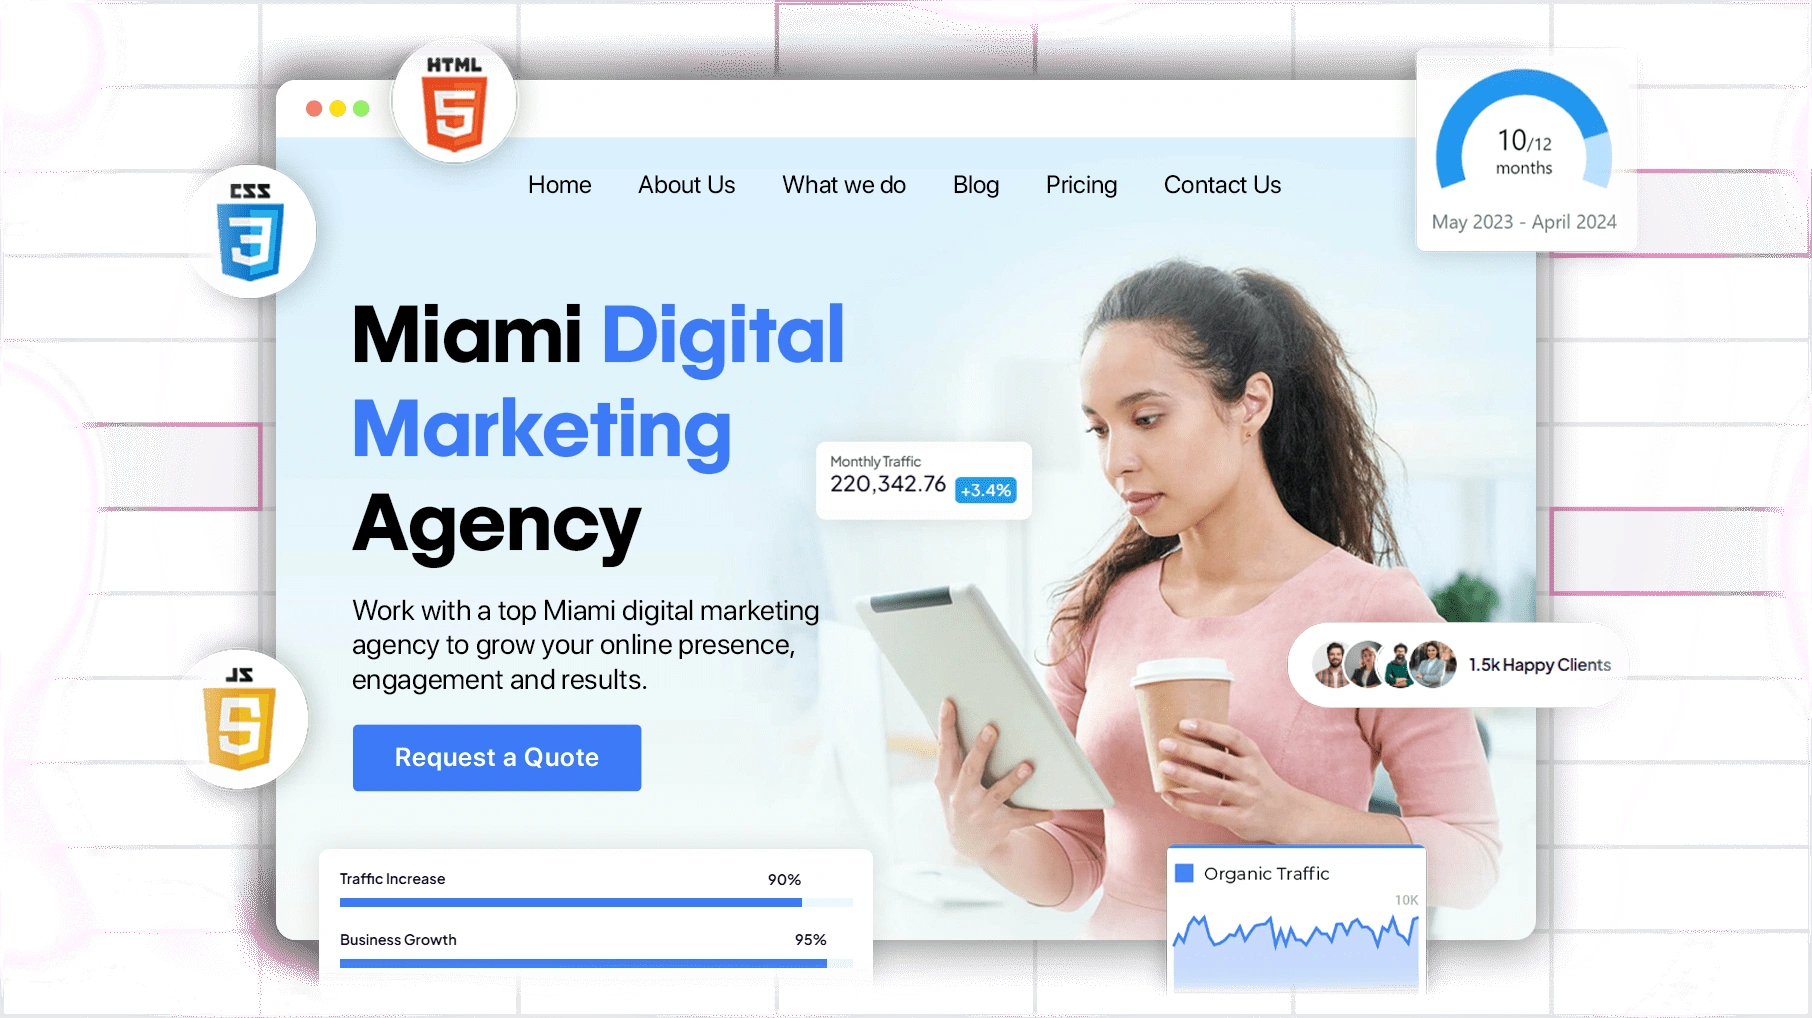 HTML
5
CSS
3
JS
5
10/12
months
May 2023 - April 2024
Home About Us What we do Blog Pricing Contact Us
Miami Digital
Marketing
Agency
Monthly Traffic
220,342.76 +3.4%
Work with a top Miami digital marketing
agency to grow your online presence,
engagement and results.
1.5k Happy Clients
Request a Quote
Traffic Increase 90%
Business Growth 95%
Organic Traffic
10K